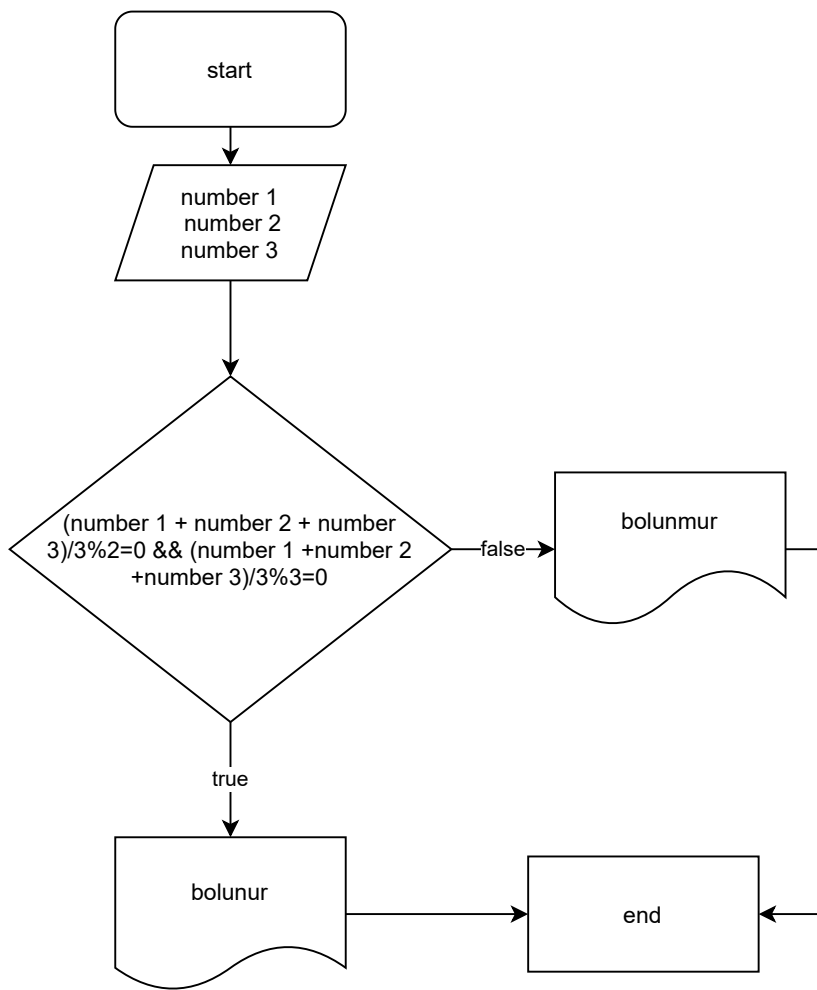 start
number 1
number 2
number 3
(number 1 + number 2 + number
3)/3%2=0 && (number 1 +number 2
+number 3)/3%3=0
false
bolunmur
true
bolunur
end